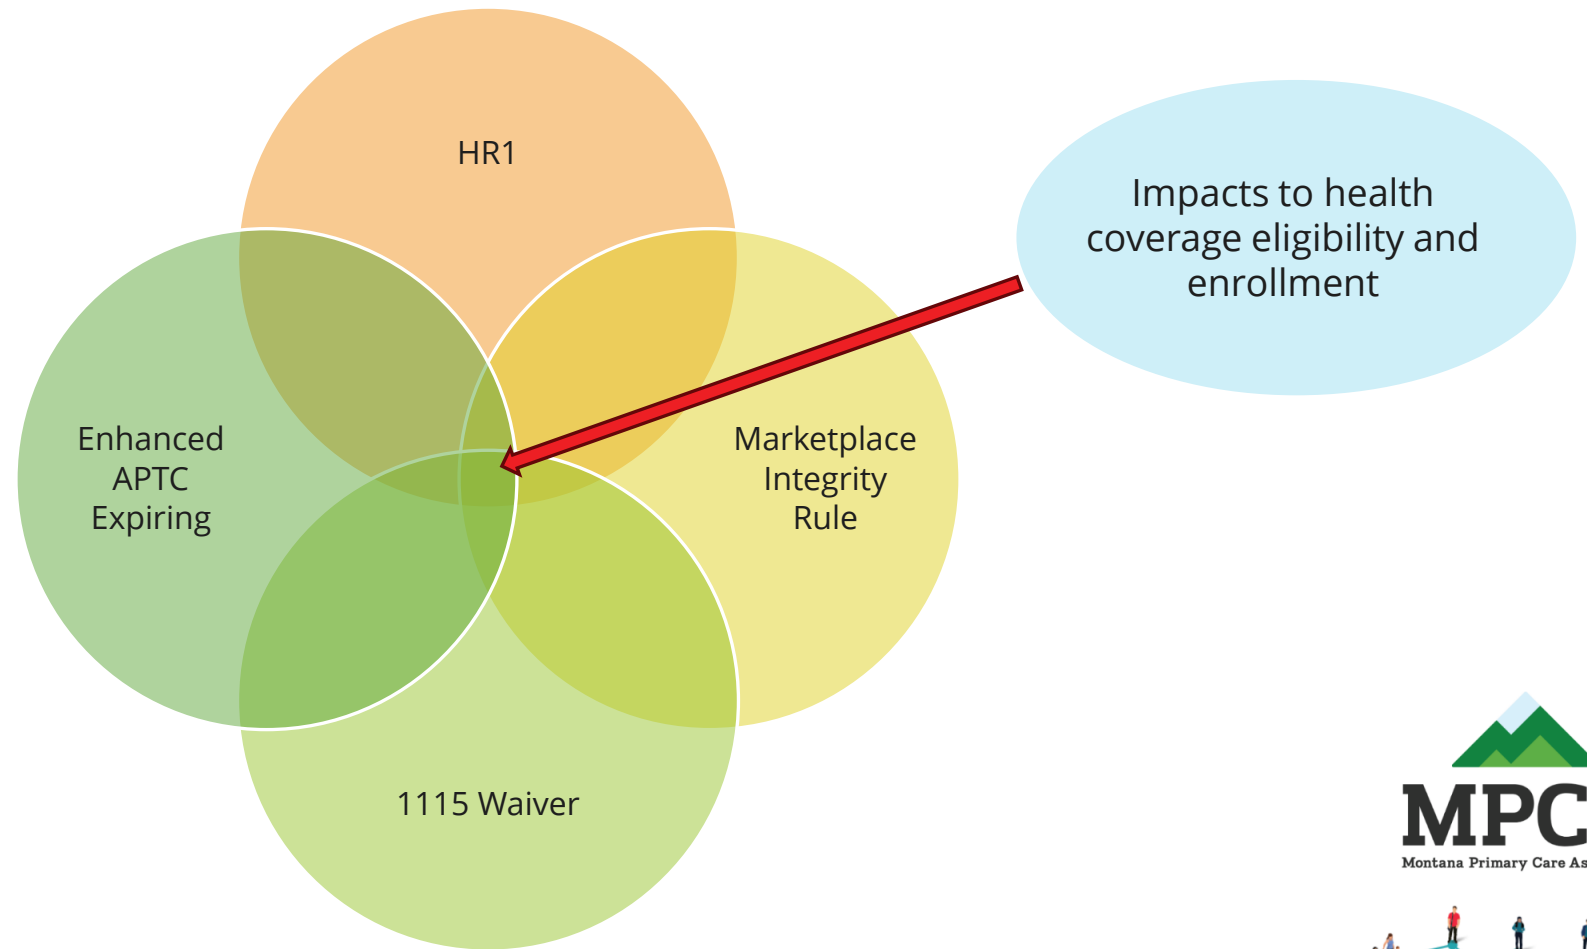 HR1
Impacts to health
coverage eligibility and
enrollment
Enhanced
APTC
Expiring
Marketplace
Integrity
Rule
1115 Waiver
MPC
Montana Primary Care As